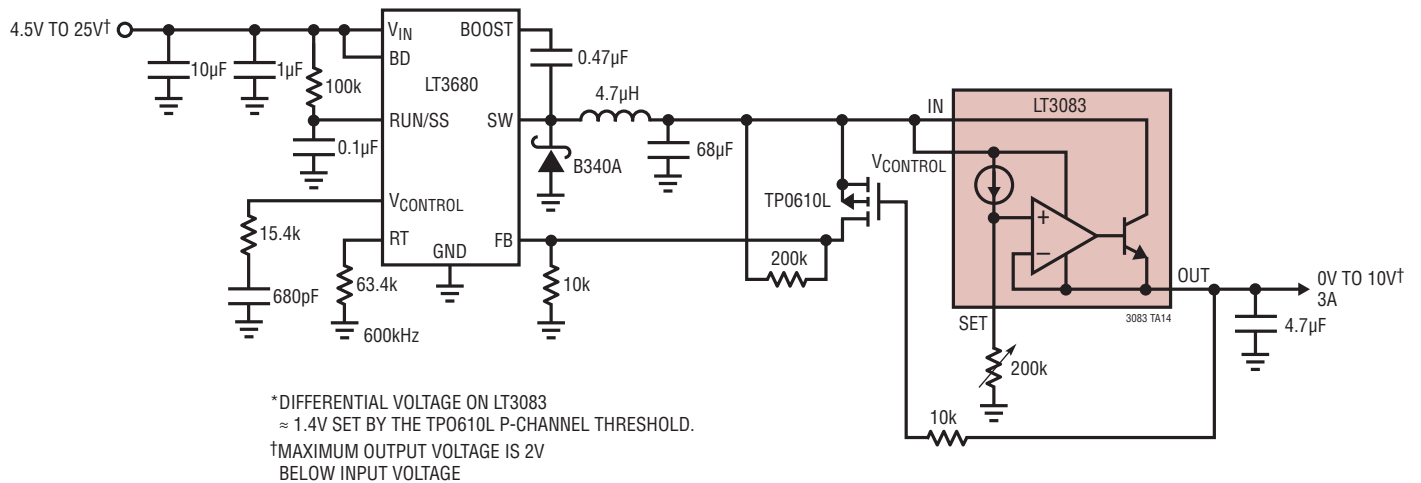 4.5V TO 25V†
10µF
1µF
100k
0.1µF
15.4k
680pF
63.4k
600kHz
VIN
BD
BOOST
LT3680
RUN/SS
SW
VCONTROL
RT
GND
FB
0.47µF
4.7µH
B340A
68µF
10k
200k
TP0610L
IN
LT3083
VCONTROL
+
–
OUT
SET
3083 TA14
200k
10k
0V TO 10V†
3A
4.7µF
*DIFFERENTIAL VOLTAGE ON LT3083
≈ 1.4V SET BY THE TPO610L P-CHANNEL THRESHOLD.
†MAXIMUM OUTPUT VOLTAGE IS 2V
BELOW INPUT VOLTAGE